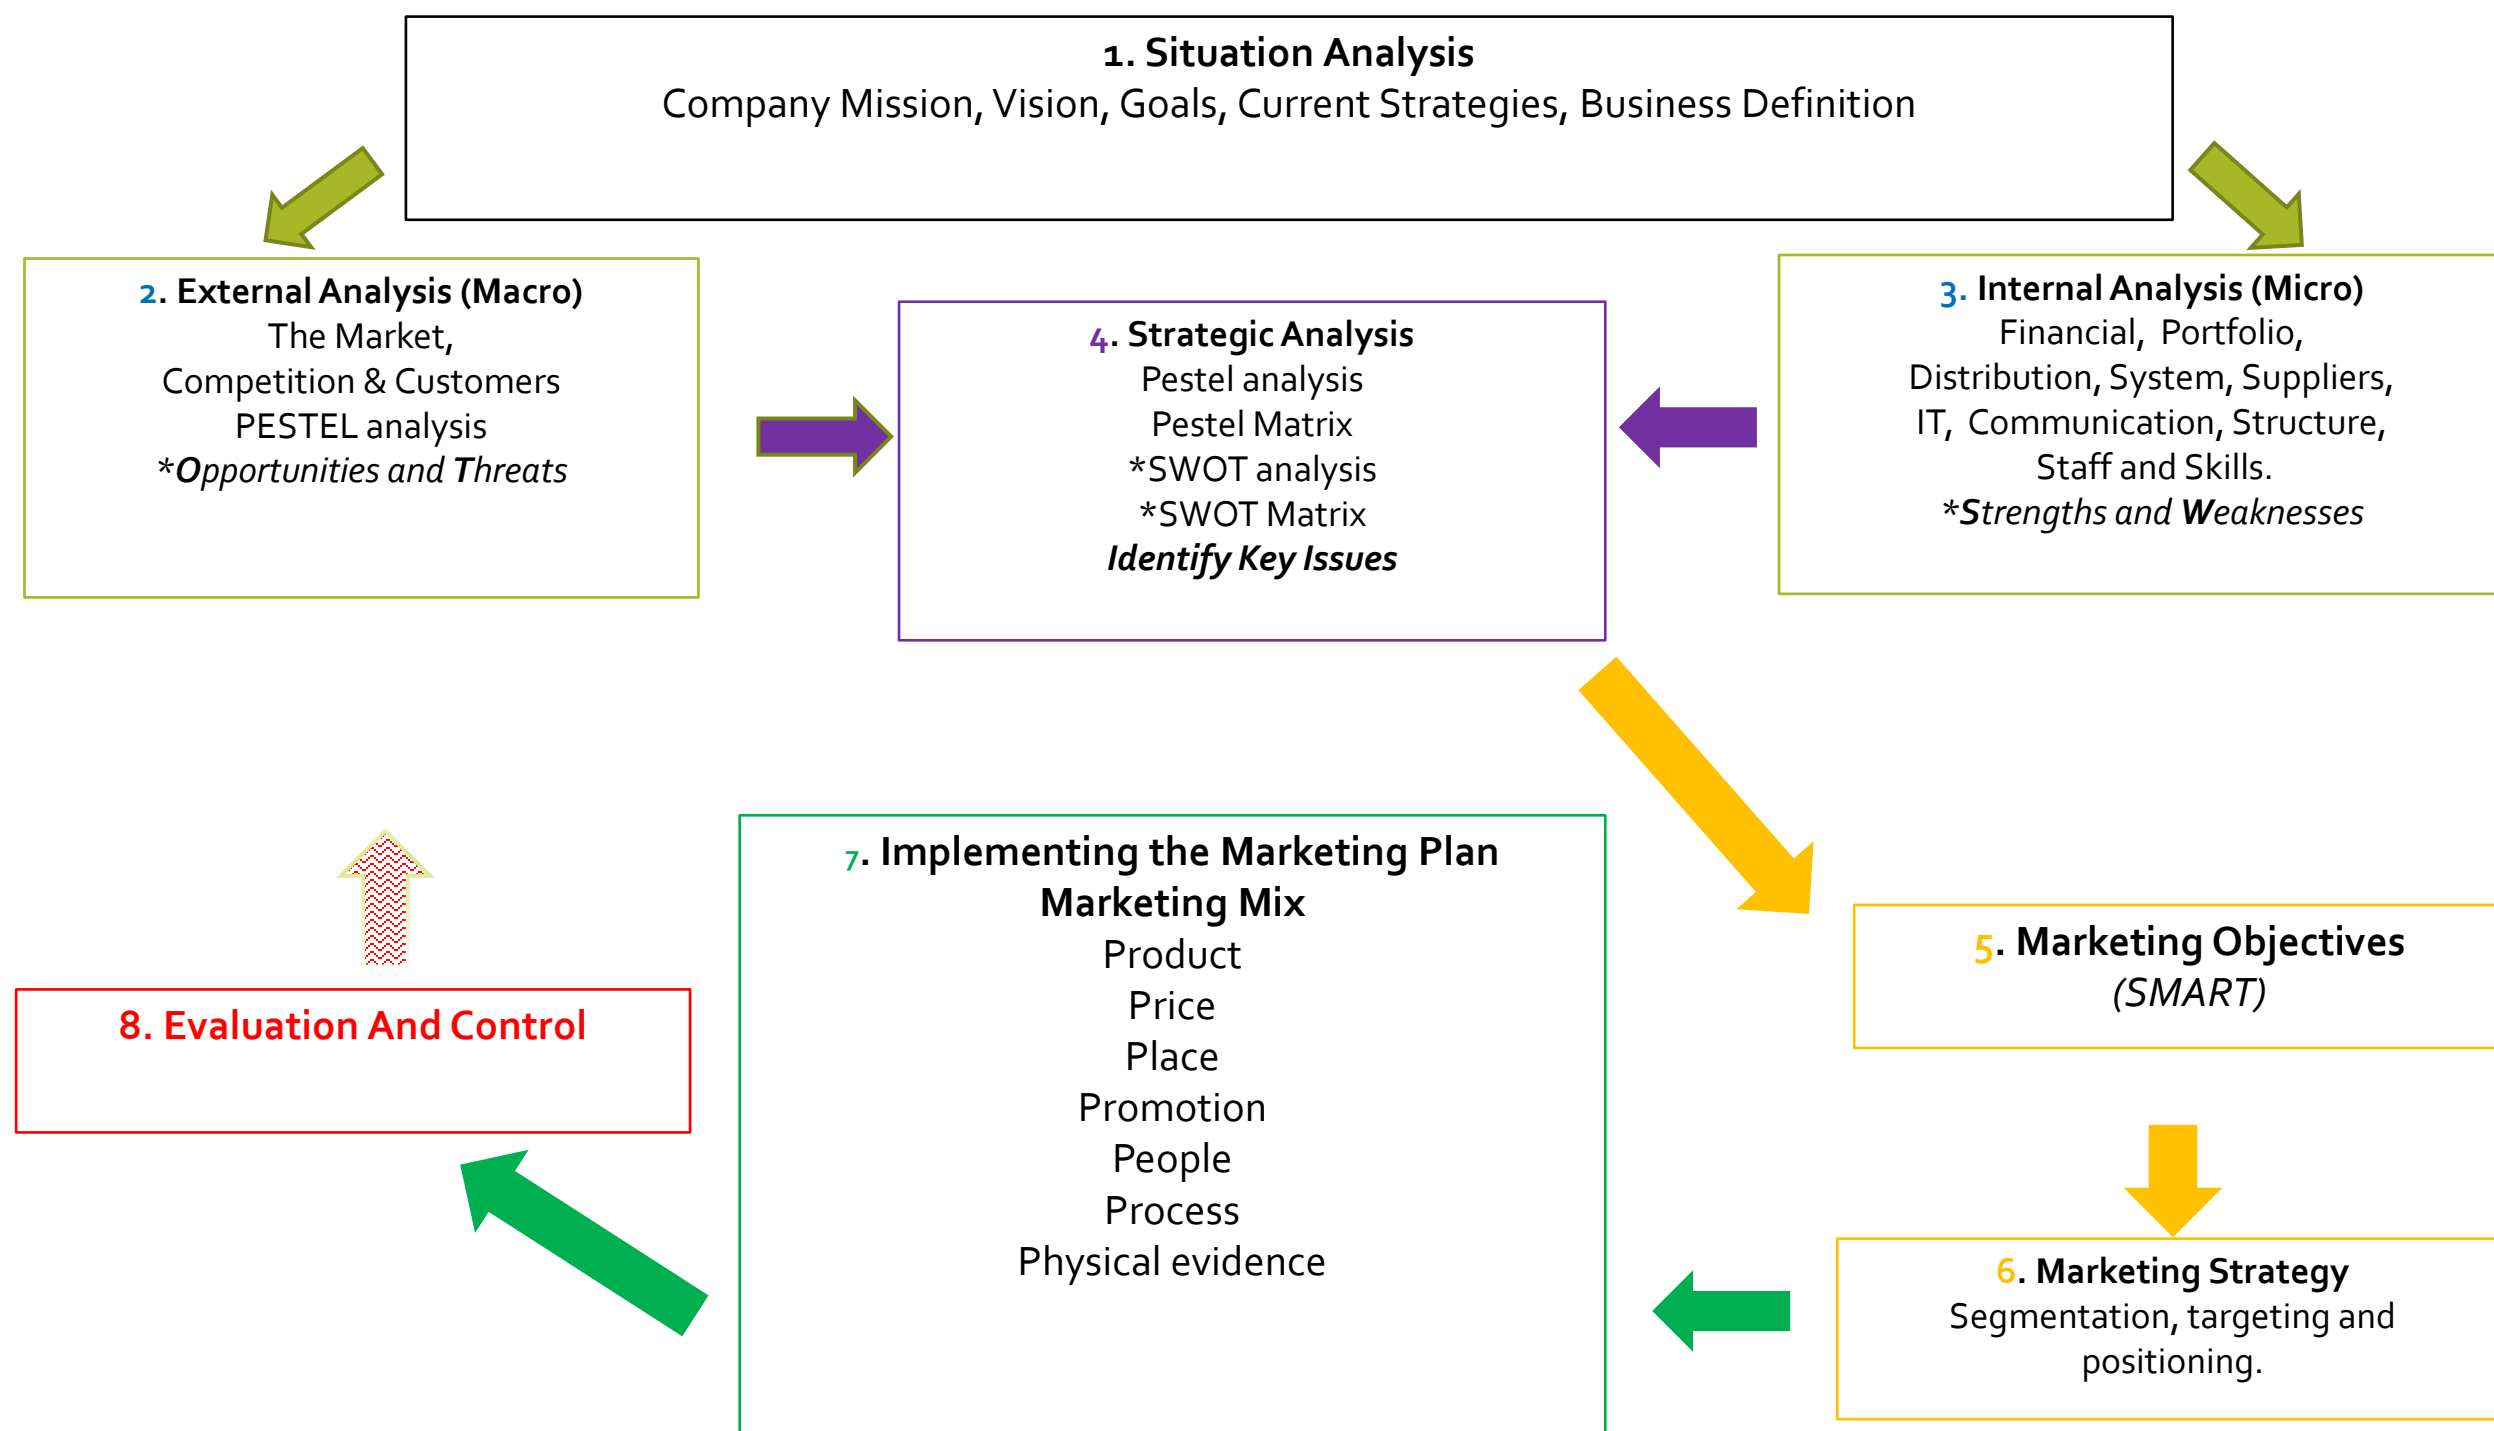 1. Situation Analysis
Company Mission, Vision, Goals, Current Strategies, Business Definition
2. External Analysis (Macro)
The Market,
Competition & Customers
PESTEL analysis
*Opportunities and Threats
3. Internal Analysis (Micro)
Financial, Portfolio,
Distribution, System, Suppliers,
IT, Communication, Structure,
Staff and Skills.
*Strengths and Weaknesses
4. Strategic Analysis
Pestel analysis
Pestel Matrix
*SWOT analysis
*SWOT Matrix
Identify Key Issues
5. Marketing Objectives
(SMART)
6. Marketing Strategy
Segmentation, targeting and
positioning.
7. Implementing the Marketing Plan
Marketing Mix
Product
Price
Place
Promotion
People
Process
Physical evidence
8. Evaluation And Control